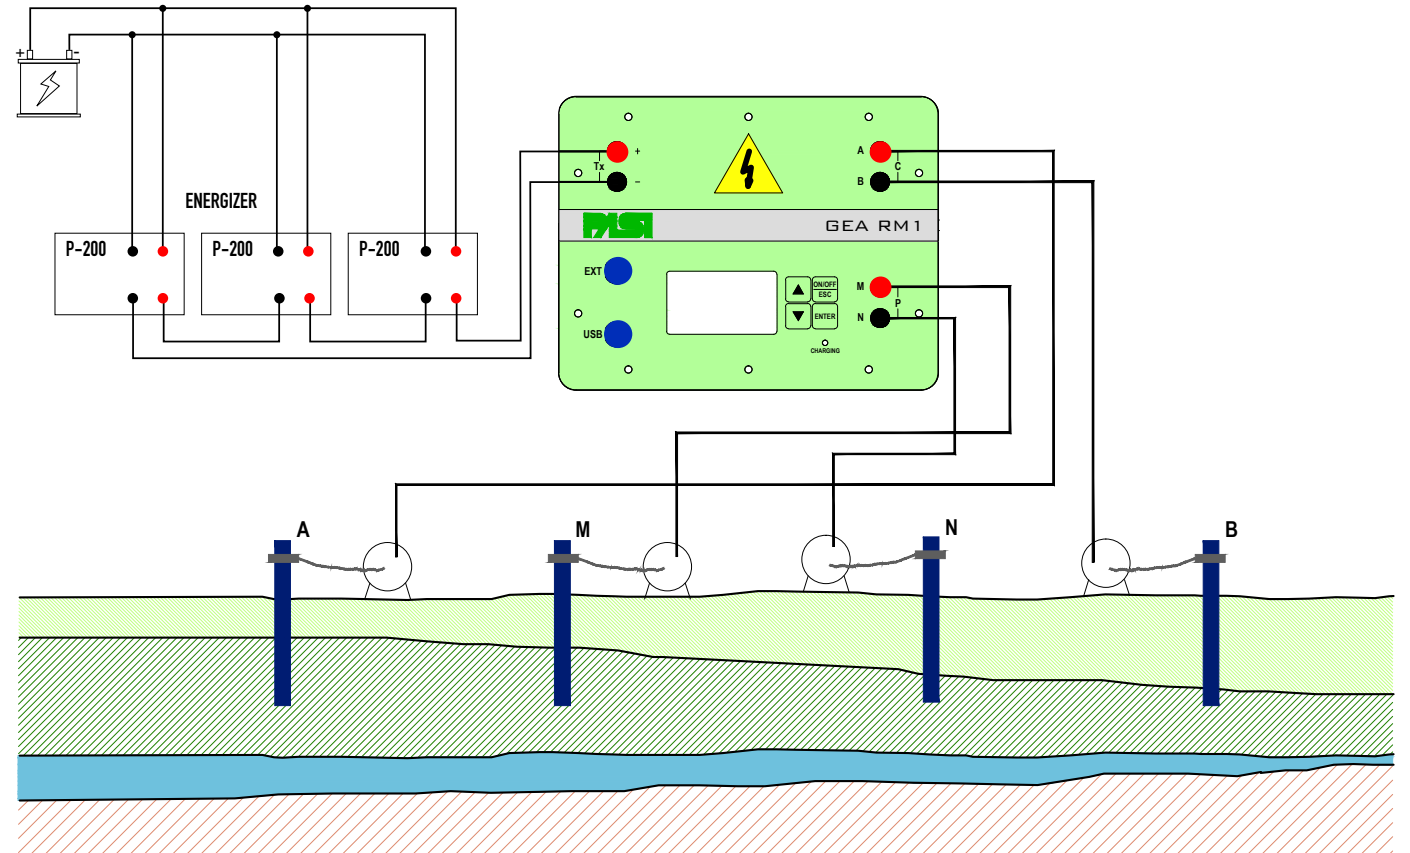 + -
ENERGIZER
P-200 P-200 P-200
+
Tx
−
A
C
B
PASI
GEA RM1
EXT
USB
ON/OFF
ESC
ENTER
CHARGING
M
P
N
A M N B